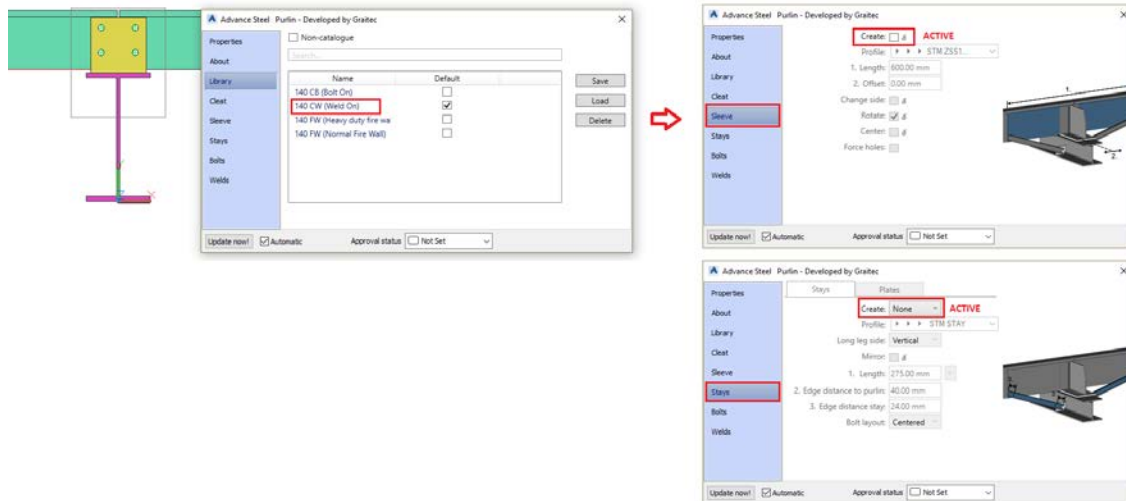 Advance Steel Purlin - Developed by Graitec
Properties
About
Library
Cleat
Sleeve
Stays
Bolts
Welds
Non-catalogue
Search...
Name Default
140 CB (Bolt On)
140 CW (Weld On)
140 FW (Heavy duty fire wa
140 FW (Normal Fire Wall)
Save
Load
Delete
Update now! Automatic Approval status Not Set
Advance Steel Purlin - Developed by Graitec
Properties
About
Library
Cleat
Sleeve
Stays
Bolts
Welds
Create: ACTIVE
Profile: STM ZSS1...
1. Length: 600.00 mm
2. Offset: 0.00 mm
Change side:
Rotate:
Center:
Force holes:
1.
2.
Update now! Automatic Approval status Not Set
Advance Steel Purlin - Developed by Graitec
Properties
About
Library
Cleat
Sleeve
Stays
Bolts
Welds
Stays Plates
Create: None ACTIVE
Profile: STM STAY
Long leg side: Vertical
Mirror:
1. Length: 275.00 mm
2. Edge distance to purlin: 40.00 mm
3. Edge distance stay: 24.00 mm
Bolt layout: Centered
Update now! Automatic Approval status Not Set